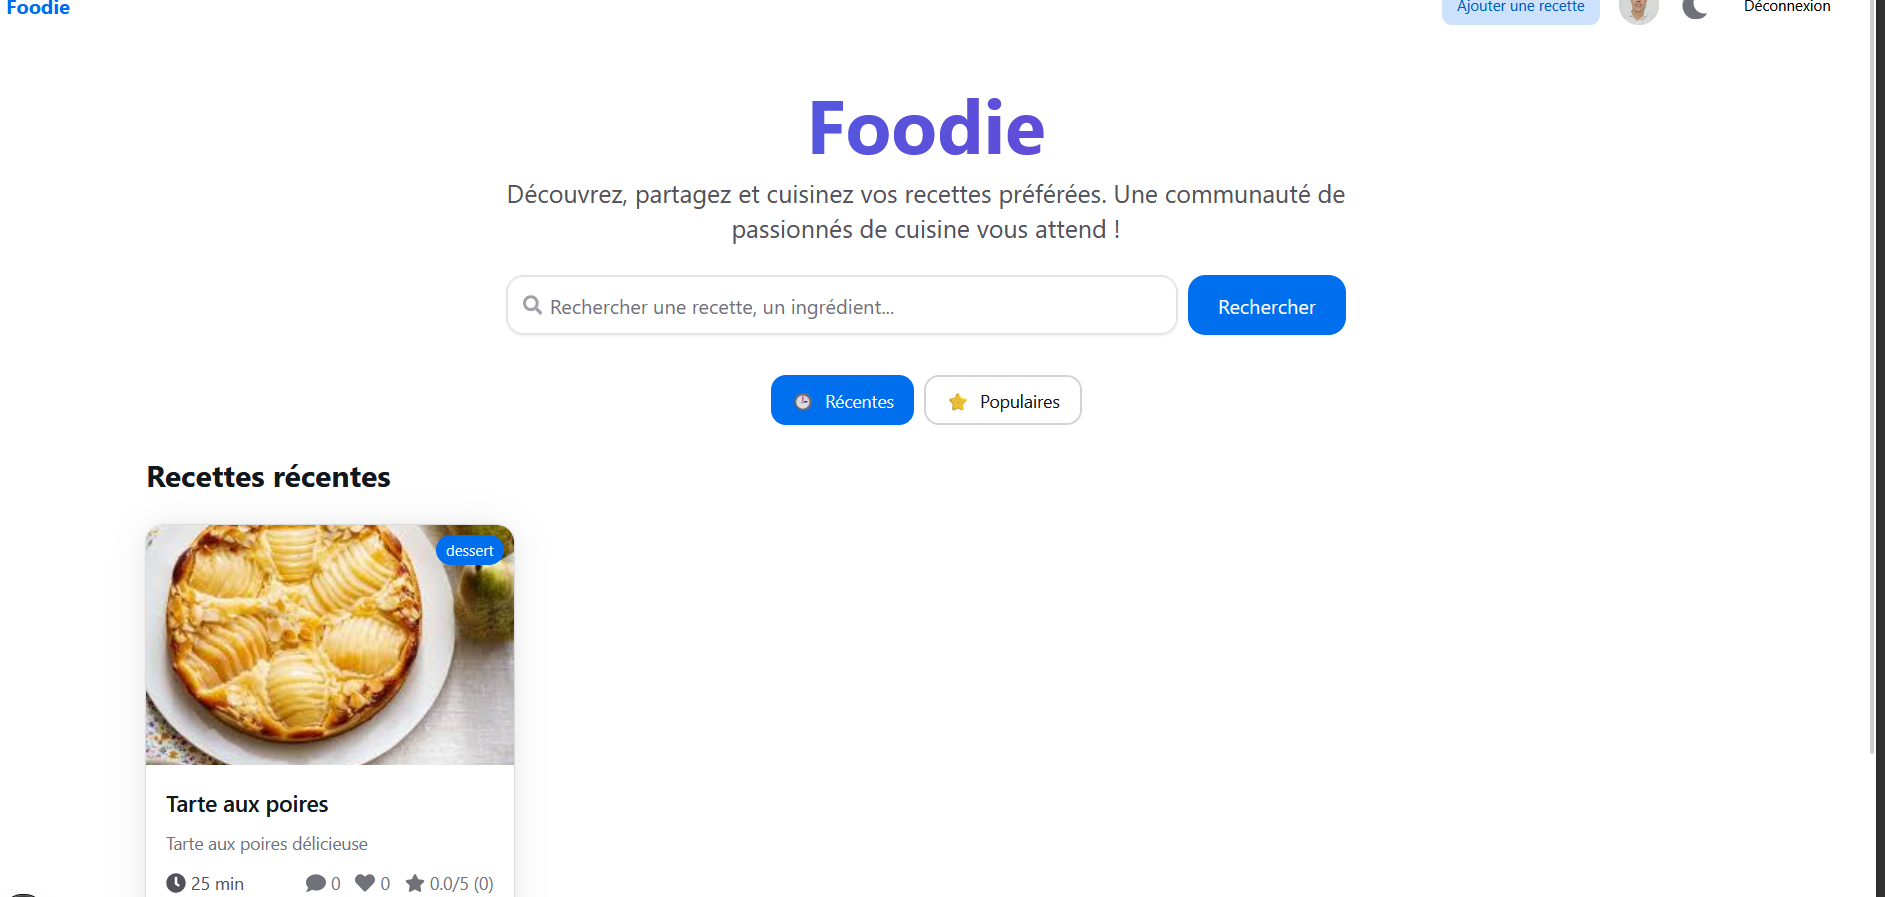 Foodie
Ajouter une recette
Déconnexion
Foodie
Découvrez, partagez et cuisinez vos recettes préférées. Une communauté de
passionnés de cuisine vous attend !
Rechercher une recette, un ingrédient...
Rechercher
Récentes
Populaires
Recettes récentes
dessert
Tarte aux poires
Tarte aux poires délicieuse
25 min 0 0 0.0/5 (0)